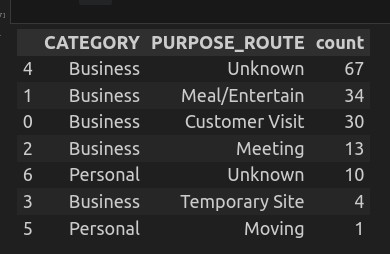 CATEGORY PURPOSE_ROUTE count
4 Business Unknown 67
1 Business Meal/Entertain 34
0 Business Customer Visit 30
2 Business Meeting 13
6 Personal Unknown 10
3 Business Temporary Site 4
5 Personal Moving 1